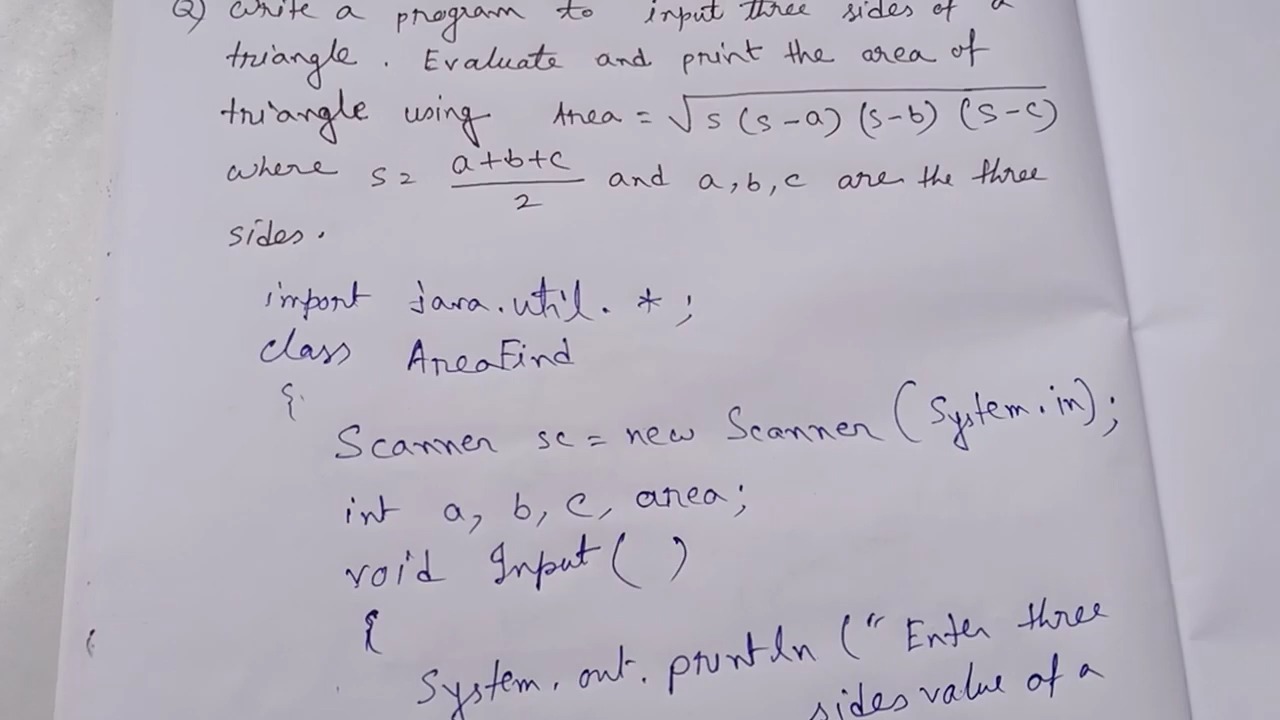 Q) Write a program to input three sides of a
triangle. Evaluate and print the area of
triangle using Area = √s(s-a)(s-b)(s-c)
where s = a+b+c/2 and a,b,c are the three
sides.
import java.util.*;
class AreaFind
{
Scanner sc = new Scanner(System.in);
int a, b, c, area;
void Input( )
{
System.out.println("Enter three
sides value of a